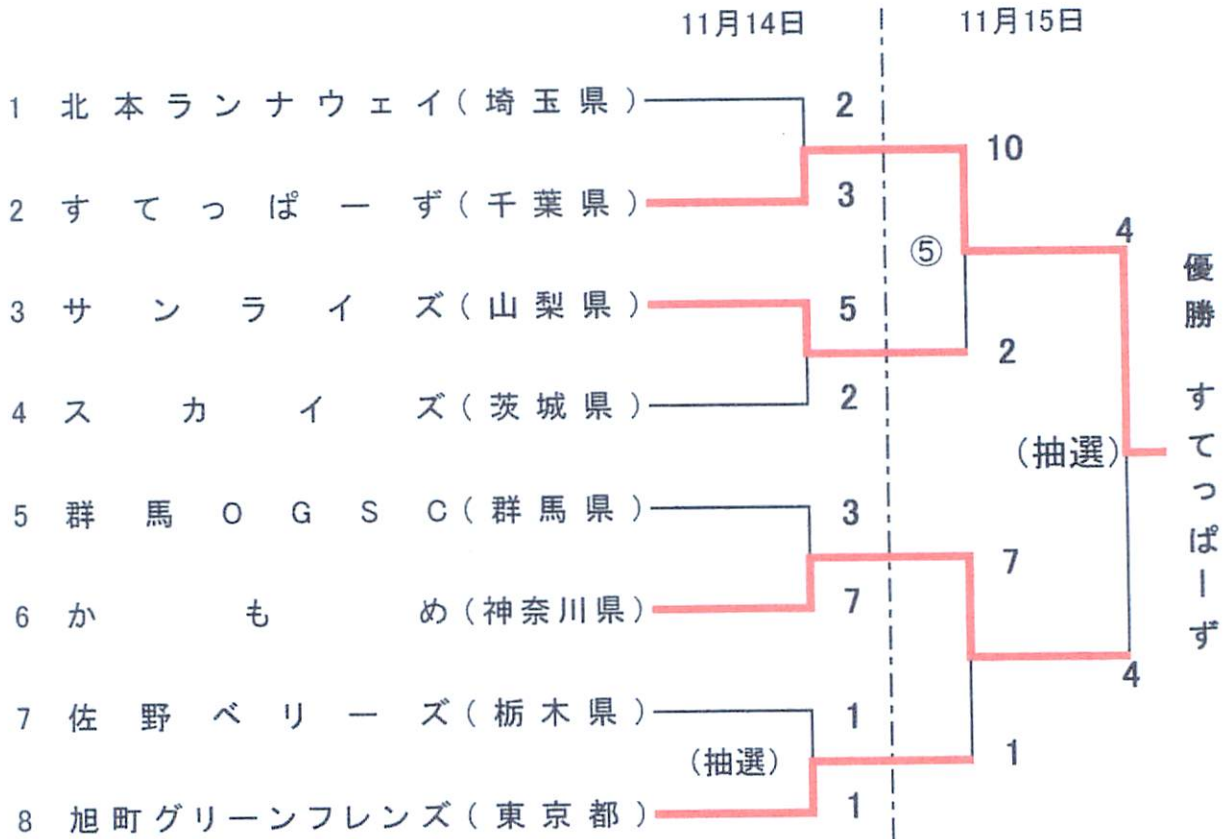 11月14日 11月15日
1 北本ランナウェイ(埼玉県) 2
10
2 すてっぱーず(千葉県) 3
4
⑤
3 サンライズ(山梨県) 5
2
4 スカイズ(茨城県) 2
(抽選)
優勝 すてっぱーず
5 群馬OGSC(群馬県) 3
7
6 かもめ(神奈川県) 7
4
7 佐野ベリーズ(栃木県) 1
(抽選) 1
8 旭町グリーンフレンズ(東京都) 1